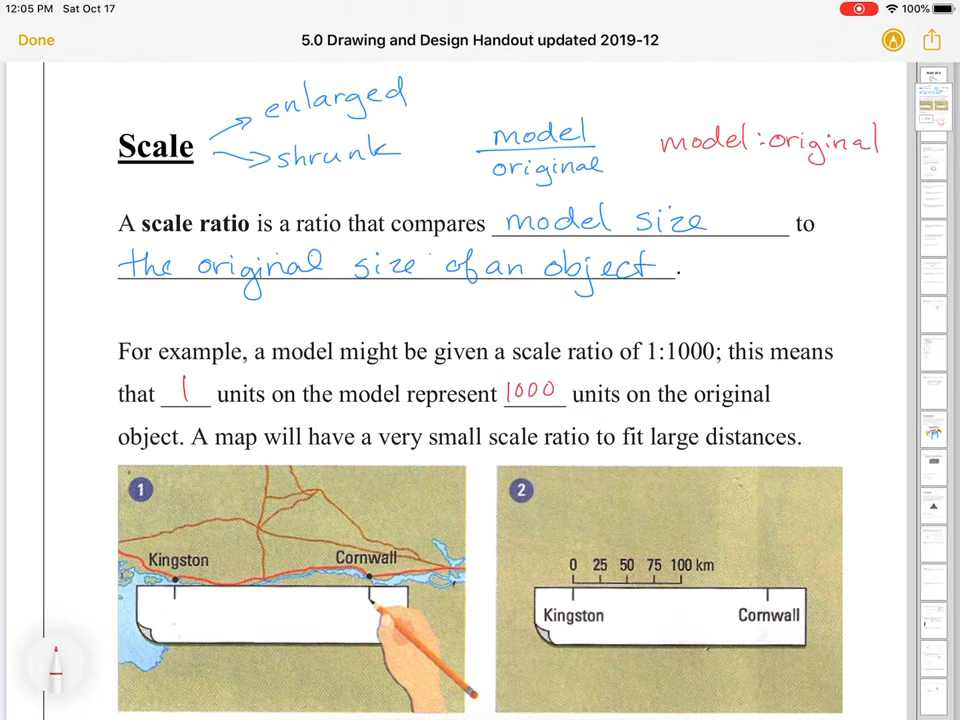 12:05 PM Sat Oct 17 100%
Done 5.0 Drawing and Design Handout updated 2019-12
enlarged
Scale shrunk model original model:original
A scale ratio is a ratio that compares model size to
the original size of an object.
For example, a model might be given a scale ratio of 1:1000; this means
that 1 units on the model represent 1000 units on the original
object. A map will have a very small scale ratio to fit large distances.
1
Kingston Cornwall
2
0 25 50 75 100 km
Kingston Cornwall